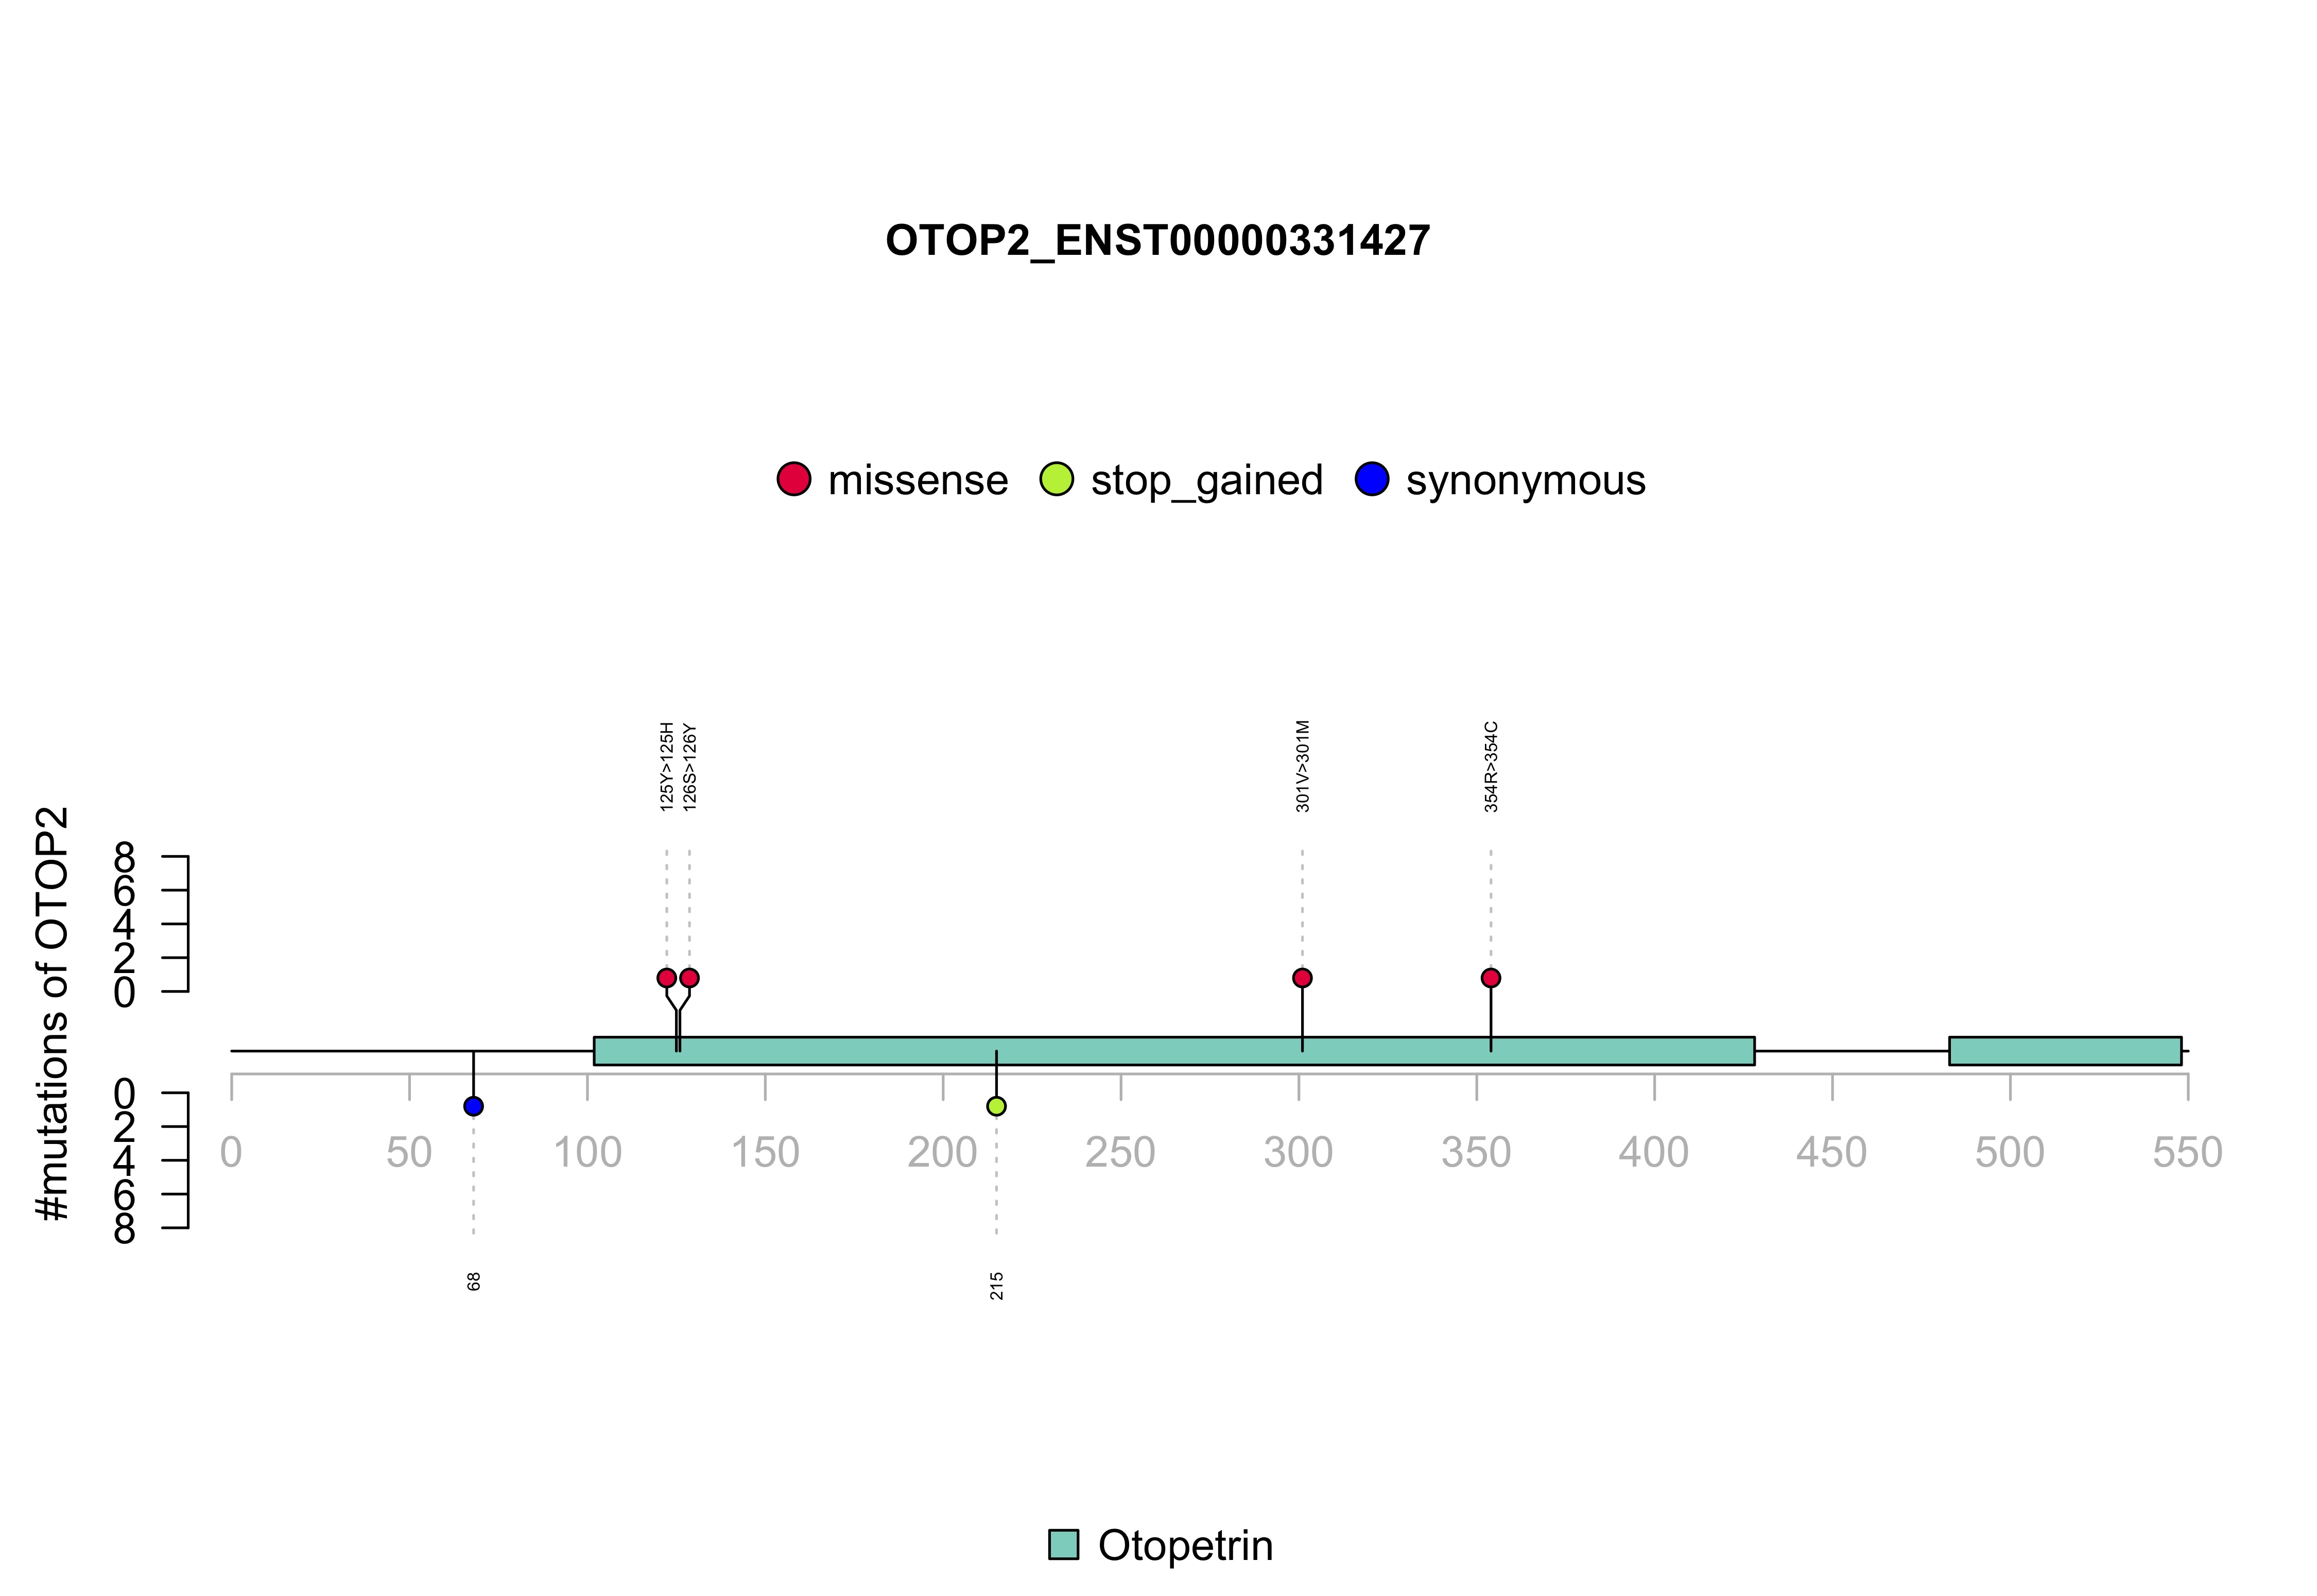 OTOP2_ENST00000331427
missense stop_gained synonymous
125Y>125H
126S>126Y
301V>301M
354R>354C
#mutations of OTOP2
8
6
4
2
0
0
2
4
6
8
0 50 100 150 200 250 300 350 400 450 500 550
68
215
Otopetrin